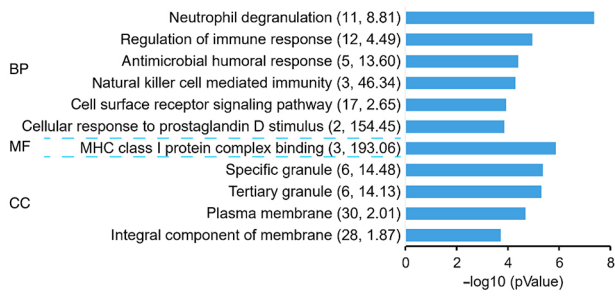 Neutrophil degranulation (11, 8.81)
Regulation of immune response (12, 4.49)
BP
Antimicrobial humoral response (5, 13.60)
Natural killer cell mediated immunity (3, 46.34)
Cell surface receptor signaling pathway (17, 2.65)
Cellular response to prostaglandin D stimulus (2, 154.45)
MF MHC class I protein complex binding (3, 193.06)
Specific granule (6, 14.48)
Tertiary granule (6, 14.13)
CC
Plasma membrane (30, 2.01)
Integral component of membrane (28, 1.87)
0 2 4 6 8
–log10 (pValue)